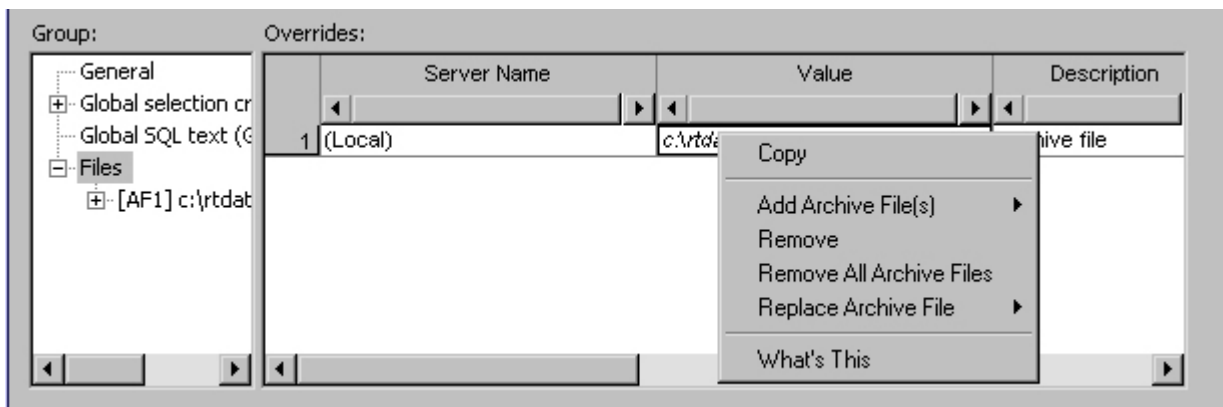 Group:
Overrides:
General
Global selection cr
Global SQL text (G
Files
[AF1] c:\rtdat
Server Name Value Description
1 (Local) c:\rtda hive file
Copy
Add Archive File(s)
Remove
Remove All Archive Files
Replace Archive File
What's This